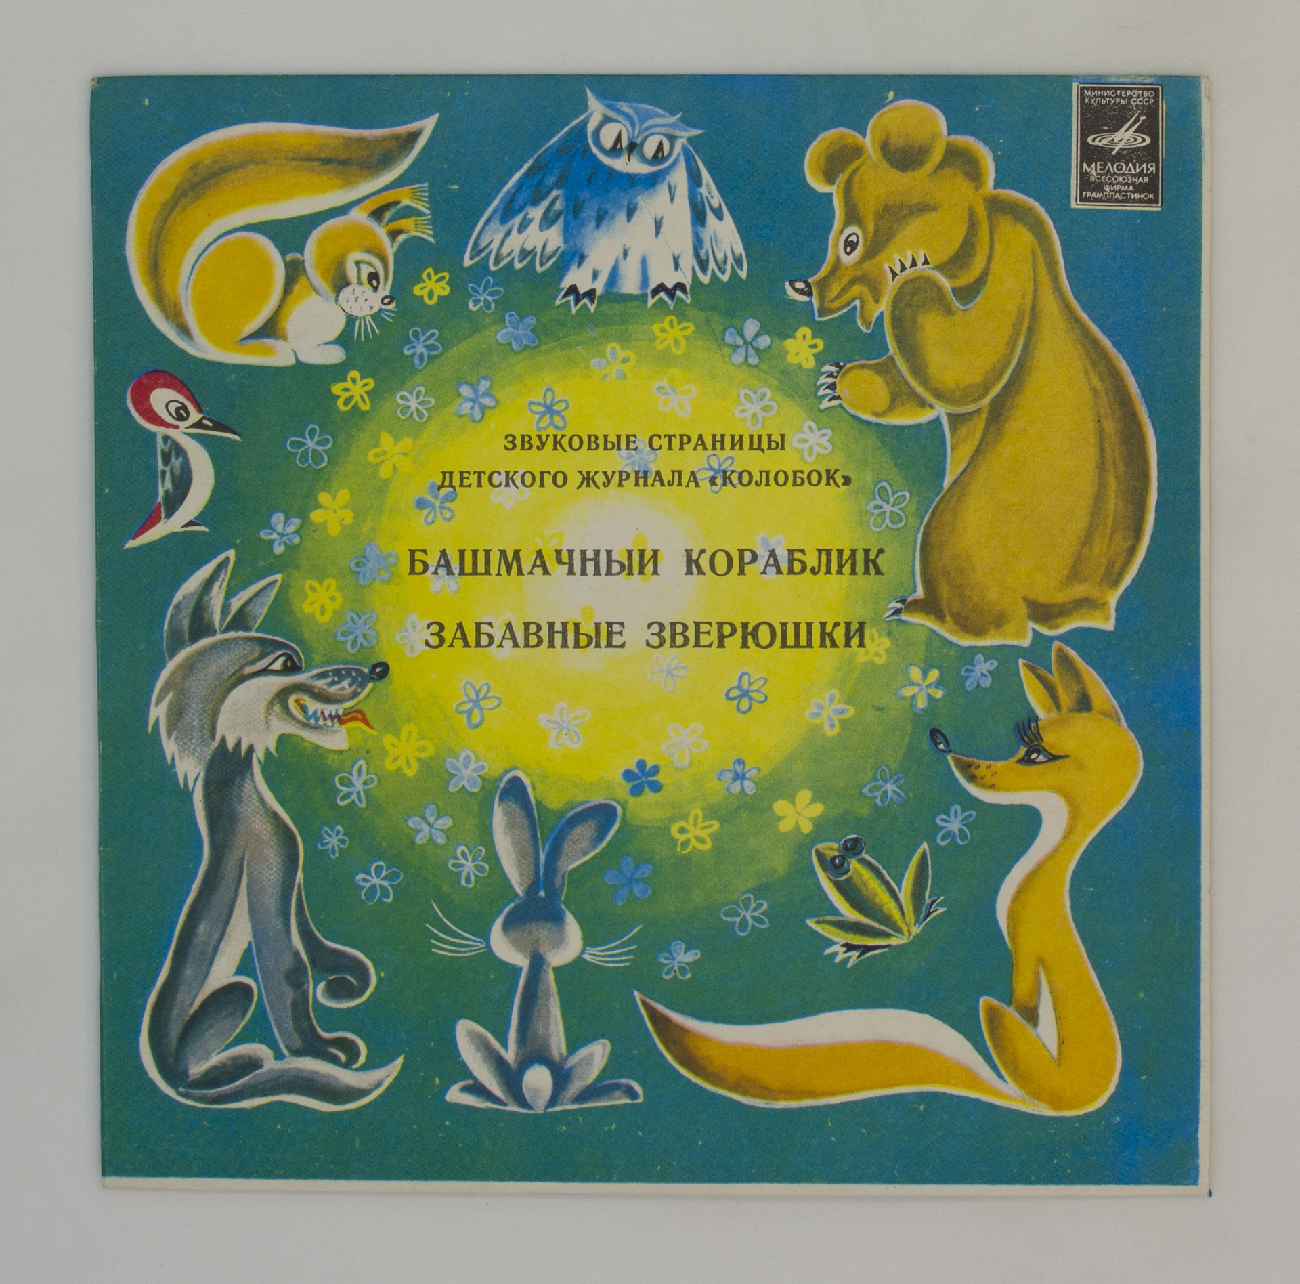 МИНИСТЕРСТВО
КУЛЬТУРЫ СССР
МЕЛОДИЯ
ВСЕСОЮЗНАЯ
ФИРМА
ГРАМПЛАСТИНОК
ЗВУКОВЫЕ СТРАНИЦЫ
ДЕТСКОГО ЖУРНАЛА «КОЛОБОК»
БАШМАЧНЫЙ КОРАБЛИК
ЗАБАВНЫЕ ЗВЕРЮШКИ